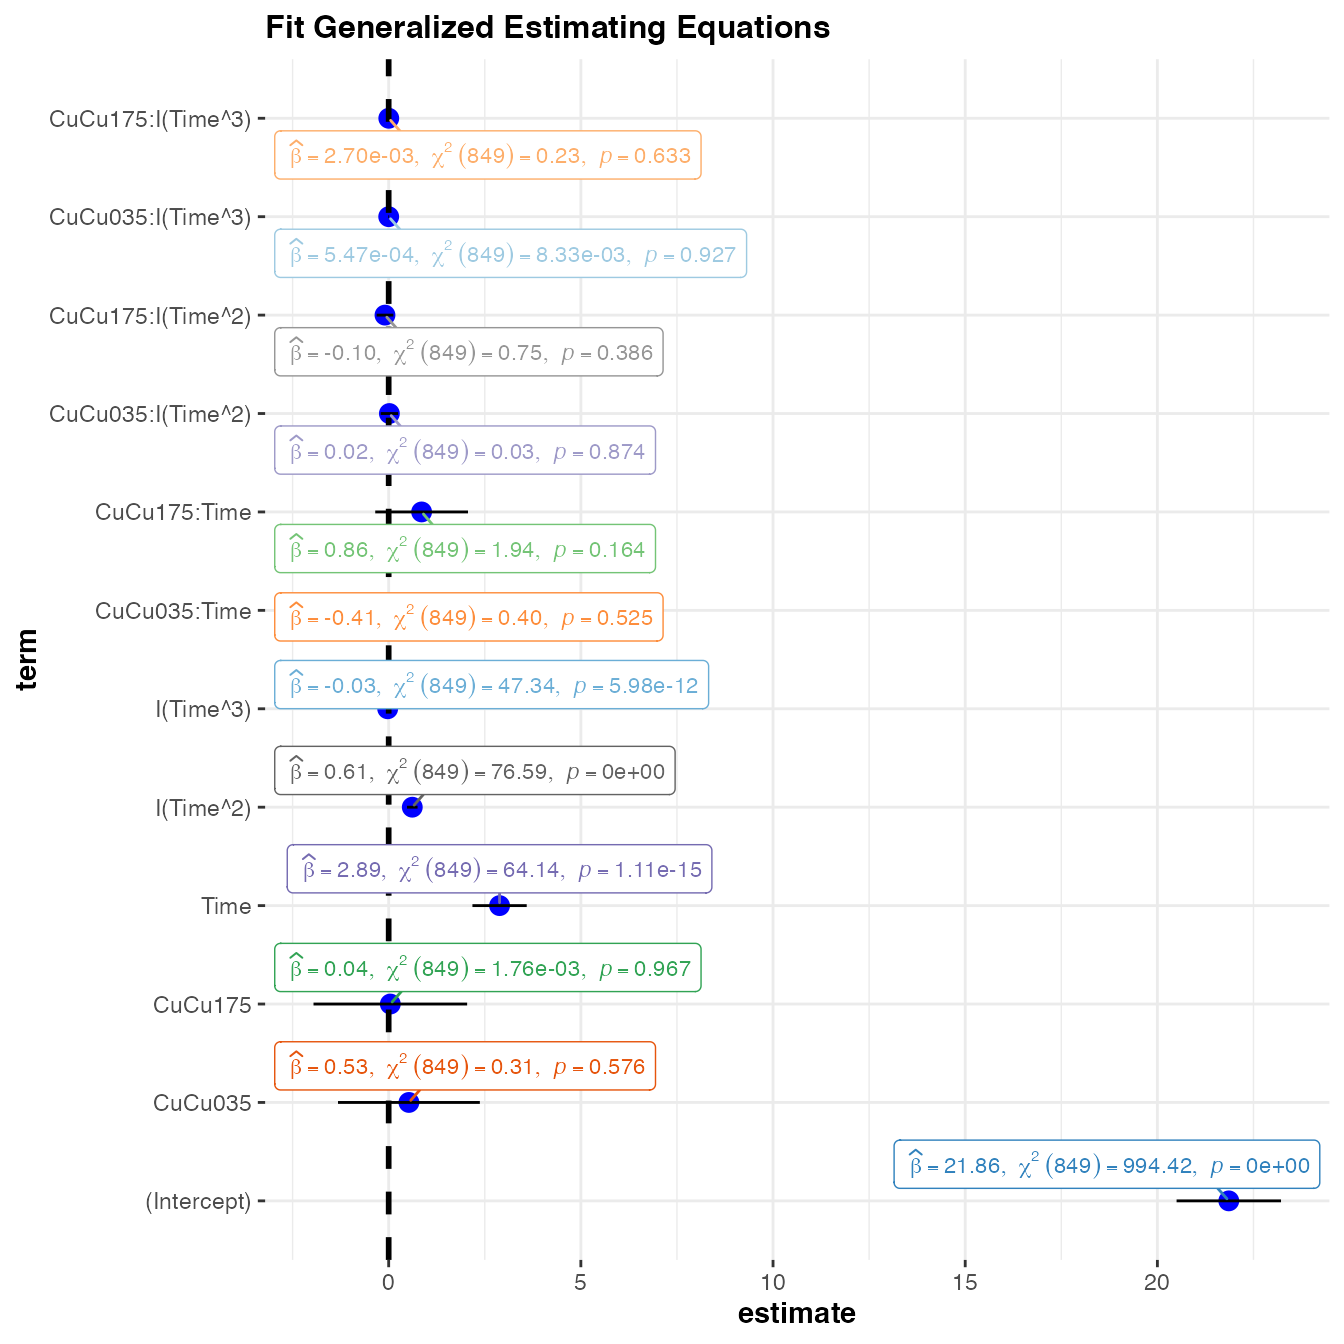 Fit Generalized Estimating Equations
CuCu175:I(Time^3)
β̂ = 2.70e-03, χ² (849) = 0.23, p = 0.633
CuCu035:I(Time^3)
β̂ = 5.47e-04, χ² (849) = 8.33e-03, p = 0.927
CuCu175:I(Time^2)
β̂ = -0.10, χ² (849) = 0.75, p = 0.386
CuCu035:I(Time^2)
β̂ = 0.02, χ² (849) = 0.03, p = 0.874
CuCu175:Time
β̂ = 0.86, χ² (849) = 1.94, p = 0.164
CuCu035:Time
β̂ = -0.41, χ² (849) = 0.40, p = 0.525
β̂ = -0.03, χ² (849) = 47.34, p = 5.98e-12
I(Time^3)
β̂ = 0.61, χ² (849) = 76.59, p = 0e+00
I(Time^2)
β̂ = 2.89, χ² (849) = 64.14, p = 1.11e-15
Time
β̂ = 0.04, χ² (849) = 1.76e-03, p = 0.967
CuCu175
β̂ = 0.53, χ² (849) = 0.31, p = 0.576
CuCu035
β̂ = 21.86, χ² (849) = 994.42, p = 0e+00
(Intercept)
term
0 5 10 15 20
estimate